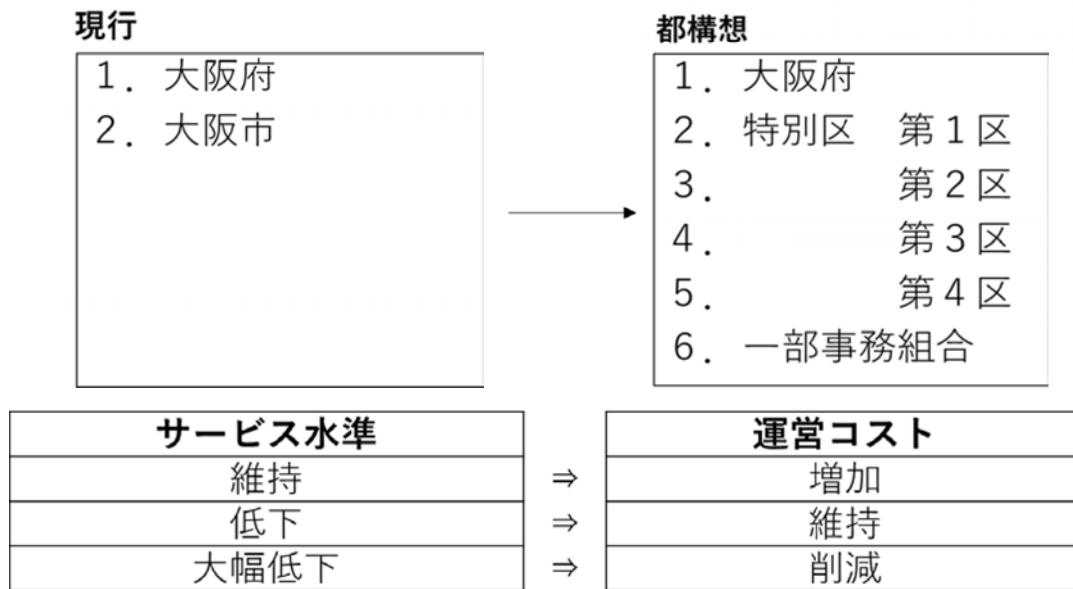 現行
1．大阪府
2．大阪市
都構想
1．大阪府
2．特別区　第1区
3．　　　　第2区
4．　　　　第3区
5．　　　　第4区
6．一部事務組合
サービス水準　運営コスト
維持　⇒　増加
低下　⇒　維持
大幅低下　⇒　削減